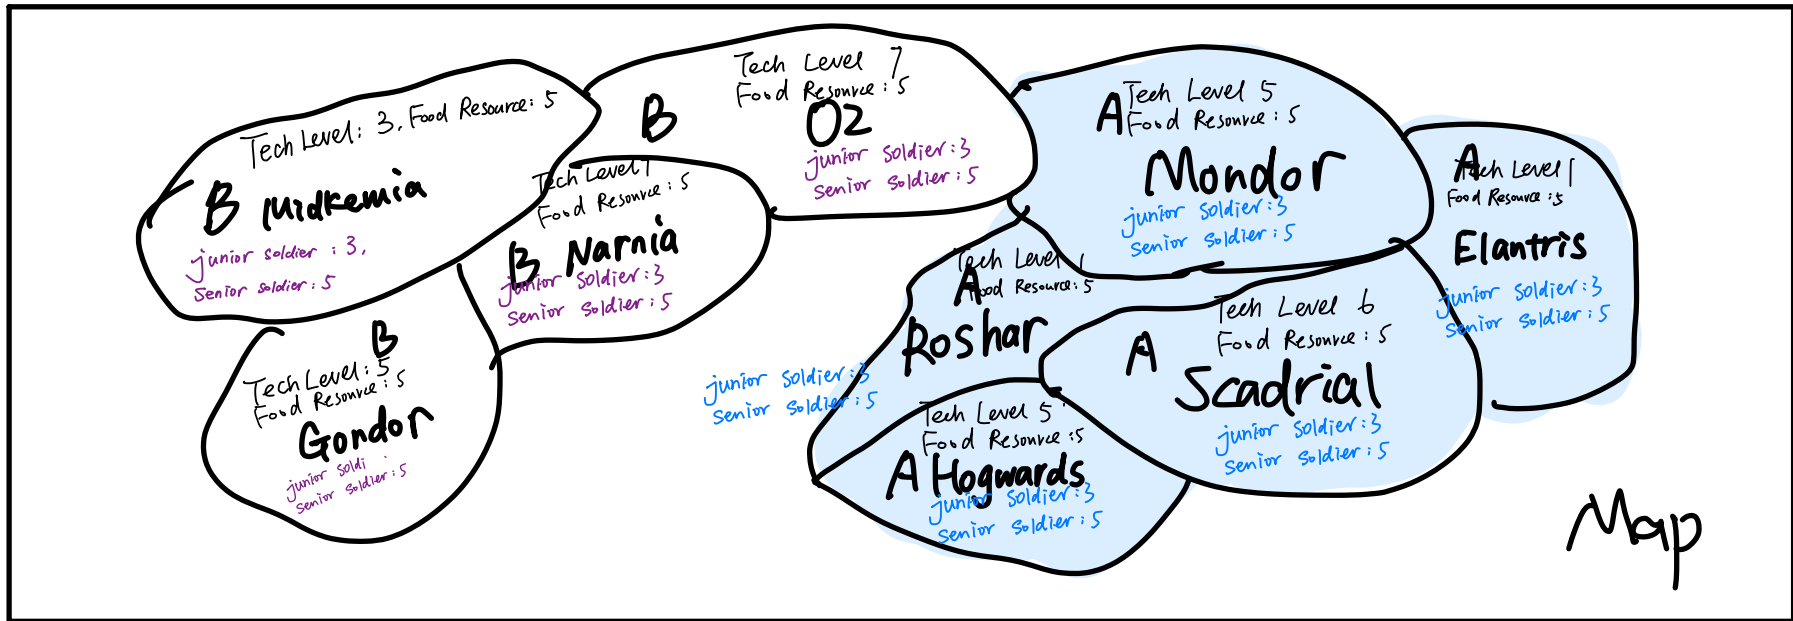 Tech Level: 3, Food Resource: 5
B Midkemia
junior soldier : 3,
senior soldier: 5
Tech Level 7
Food Resource: 5
B
O2
junior soldier: 3
senior soldier: 5
Tech Level 1
Food Resource: 5
B Narnia
junior soldier: 3
senior soldier: 5
B
Tech Level: 5
Food Resource: 5
Gondor
junior soldi
senior soldier: 5
A
Tech Level 5
Food Resource: 5
Mondor
junior soldier: 3
senior soldier: 5
A
Tech Level 1
Food Resource: 5
Elantris
junior soldier: 3
senior soldier: 5
Tech Level 1
A
Food Resource: 5
Roshar
junior soldier: 3
senior soldier: 5
Tech Level 6
Food Resource: 5
A
Scadrial
junior soldier: 3
senior soldier: 5
Tech Level 5
Food Resource: 5
A Hogwards
junior soldier: 3
senior soldier: 5
Map